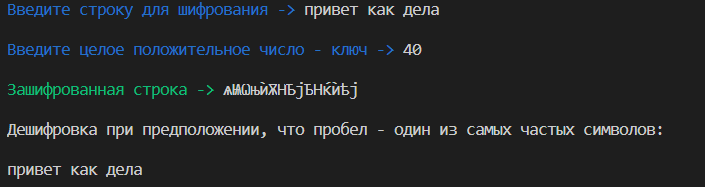 Введите строку для шифрования -> привет как дела
Введите целое положительное число - ключ -> 40
Зашифрованная строка -> ѧѨѠњѝѪHѢјѢHќѝѣј
Дешифровка при предположении, что пробел - один из самых частых символов:
привет как дела